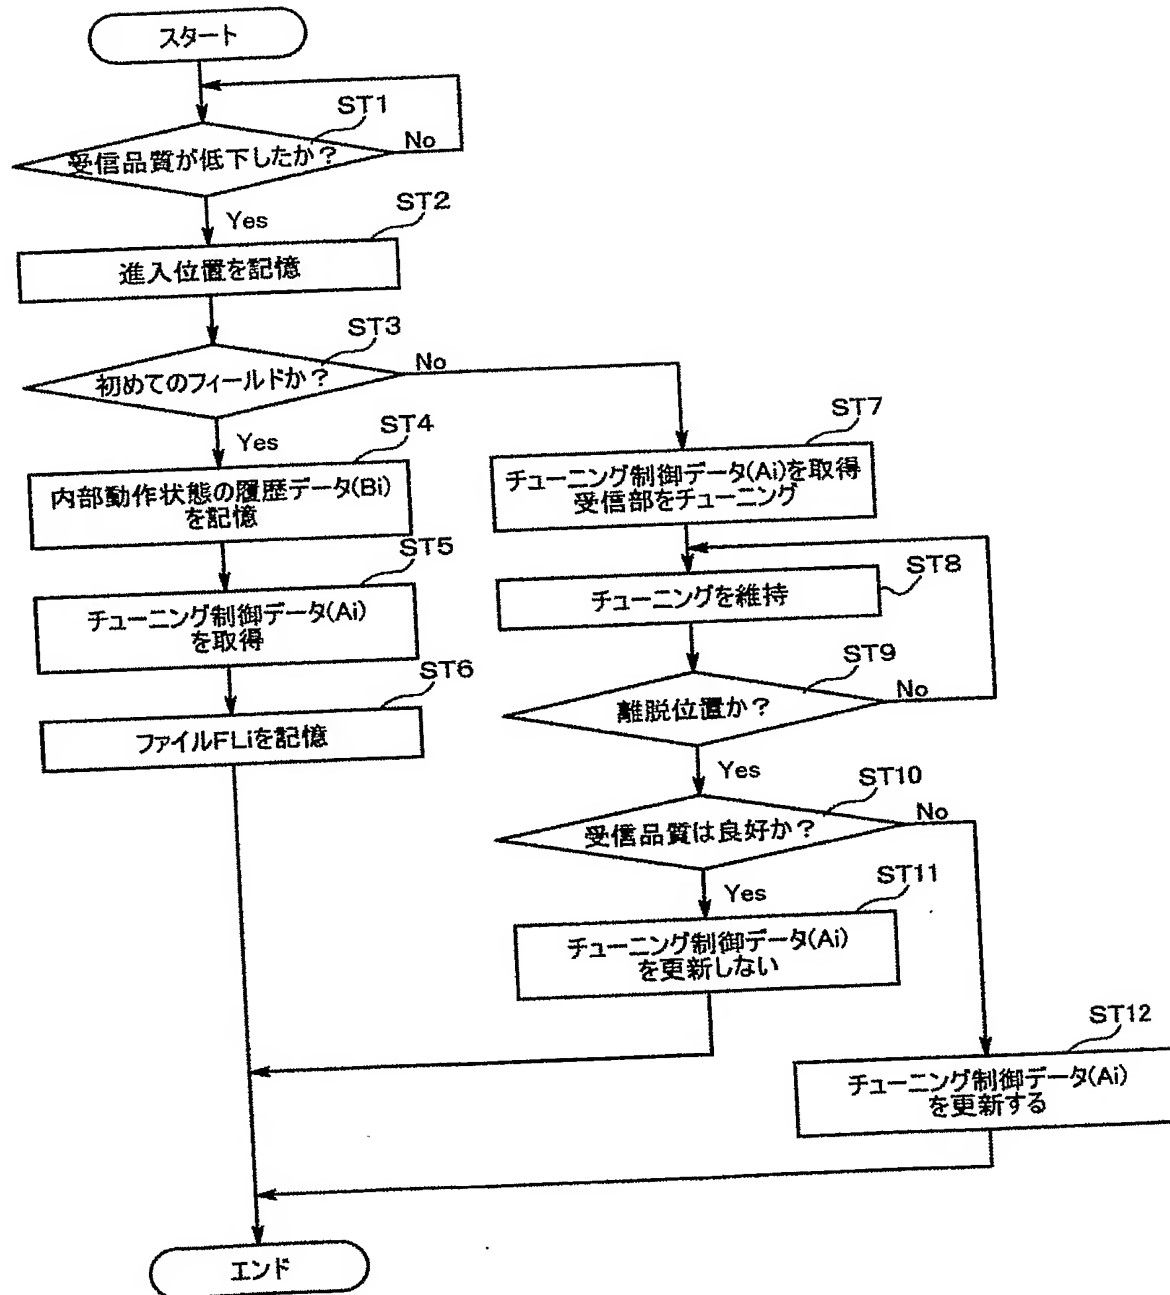 スタート
ST1
受信品質が低下したか？
No
Yes
ST2
進入位置を記憶
ST3
初めてのフィールドか？
No
Yes
ST4
内部動作状態の履歴データ(Bi)
を記憶
ST5
チューニング制御データ(Ai)
を取得
ST6
ファイルFLiを記憶
ST7
チューニング制御データ(Ai)を取得
受信部をチューニング
ST8
チューニングを維持
ST9
離脱位置か？
No
Yes
ST10
受信品質は良好か？
No
Yes
ST11
チューニング制御データ(Ai)
を更新しない
ST12
チューニング制御データ(Ai)
を更新する
エンド